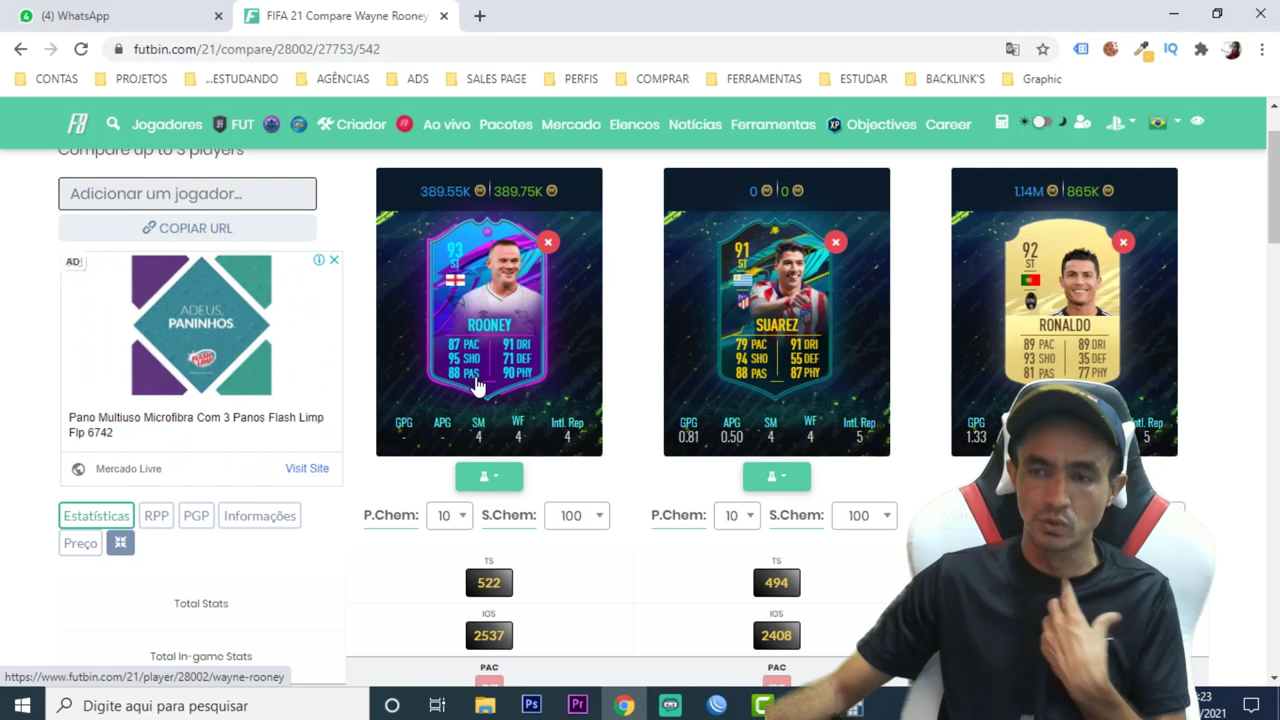 (4) WhatsApp
FIFA 21 Compare Wayne Rooney
futbin.com/21/compare/28002/27753/542
CONTAS PROJETOS ...ESTUDANDO AGÊNCIAS ADS SALES PAGE PERFIS COMPRAR FERRAMENTAS ESTUDAR BACKLINK'S Graphic
Jogadores FUT Criador Ao vivo Pacotes Mercado Elencos Notícias Ferramentas XP Objectives Career
Compare up to 3 players
Adicionar um jogador...
COPIAR URL
AD
ADEUS,
PANINHOS
Pano Multiuso Microfibra Com 3 Panos Flash Limp
Flp 6742
Mercado Livre Visit Site
Estatísticas RPP PGP Informações
Preço
389.55K 389.75K
93
ST
ROONEY
87 PAC 91 DRI
95 SHO 71 DEF
88 PAS 90 PHY
GPG APG SM WF Intl. Rep
- - 4 4 4
0 0
91
ST
SUAREZ
79 PAC 91 DRI
94 SHO 55 DEF
88 PAS 87 PHY
GPG APG SM WF Intl. Rep
0.81 0.50 4 4 5
1.14M 865K
92
ST
RONALDO
89 PAC 89 DRI
93 SHO 35 DEF
81 PAS 77 PHY
GPG
1.33 5
P.Chem: 10 S.Chem: 100
P.Chem: 10 S.Chem: 100
Total Stats
TS
522
TS
494
Total In-game Stats
IOS
2537
IOS
2408
PAC
PAC
https://www.futbin.com/21/player/28002/wayne-rooney
Digite aqui para pesquisar
Ps Pr